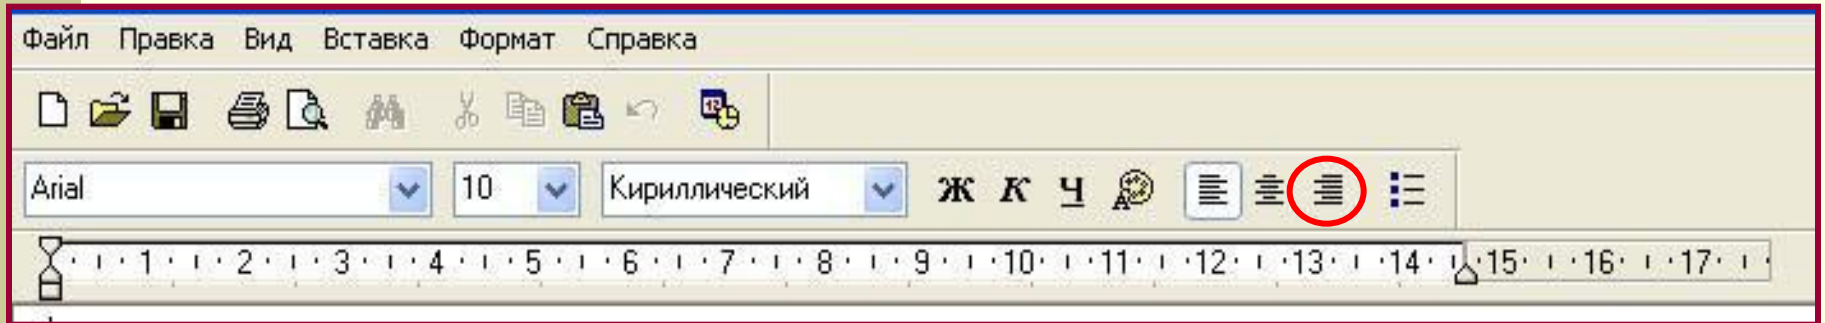 Файл Правка Вид Вставка Формат Справка
12
Arial 10 Кириллический Ж К Ч A
1 2 3 4 5 6 7 8 9 10 11 12 13 14 15 16 17